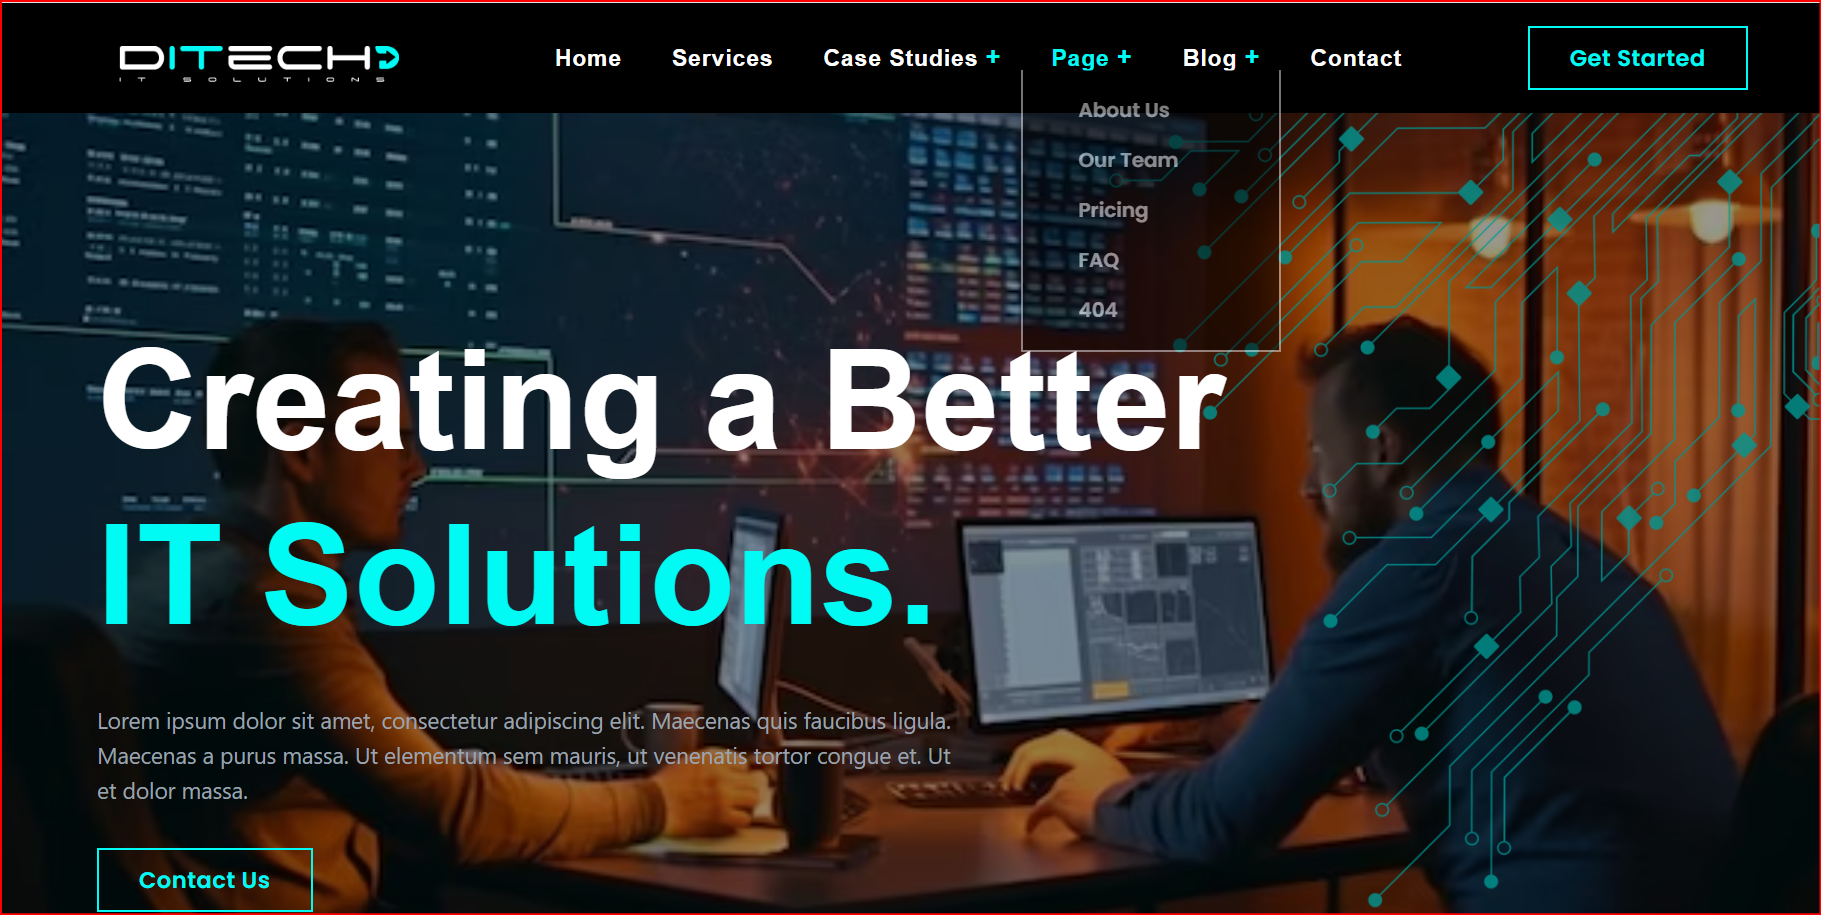 DITECH
IT SOLUTIONS
Home Services Case Studies + Page + Blog + Contact
Get Started
About Us
Our Team
Pricing
FAQ
404
Creating a Better
IT Solutions.
Lorem ipsum dolor sit amet, consectetur adipiscing elit. Maecenas quis faucibus ligula.
Maecenas a purus massa. Ut elementum sem mauris, ut venenatis tortor congue et. Ut
et dolor massa.
Contact Us